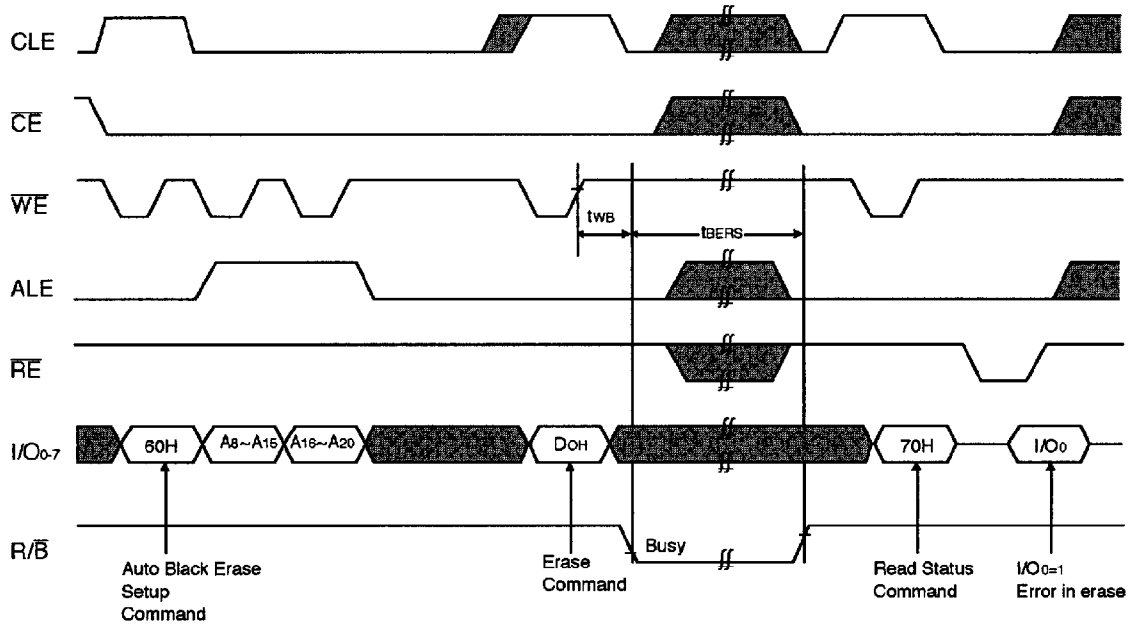 CLE
CE
WE
tWB
tBERS
ALE
RE
I/O0-7
60H
A8~A15
A16~A20
DOH
70H
I/O0
R/B
Busy
Auto Black Erase
Setup
Command
Erase
Command
Read Status
Command
I/O0=1
Error in erase